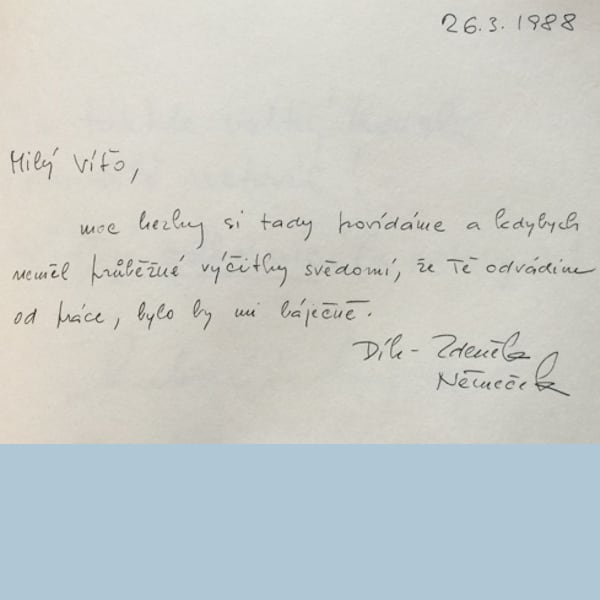 26.3.1988
Milý Víťo,
moc hezky si tady povídáme a kdybych
neměl průběžné výčitky svědomí, že Tě odvádíme
od práce, bylo by mi báječně.
Dík - Zdeněk
Němeček